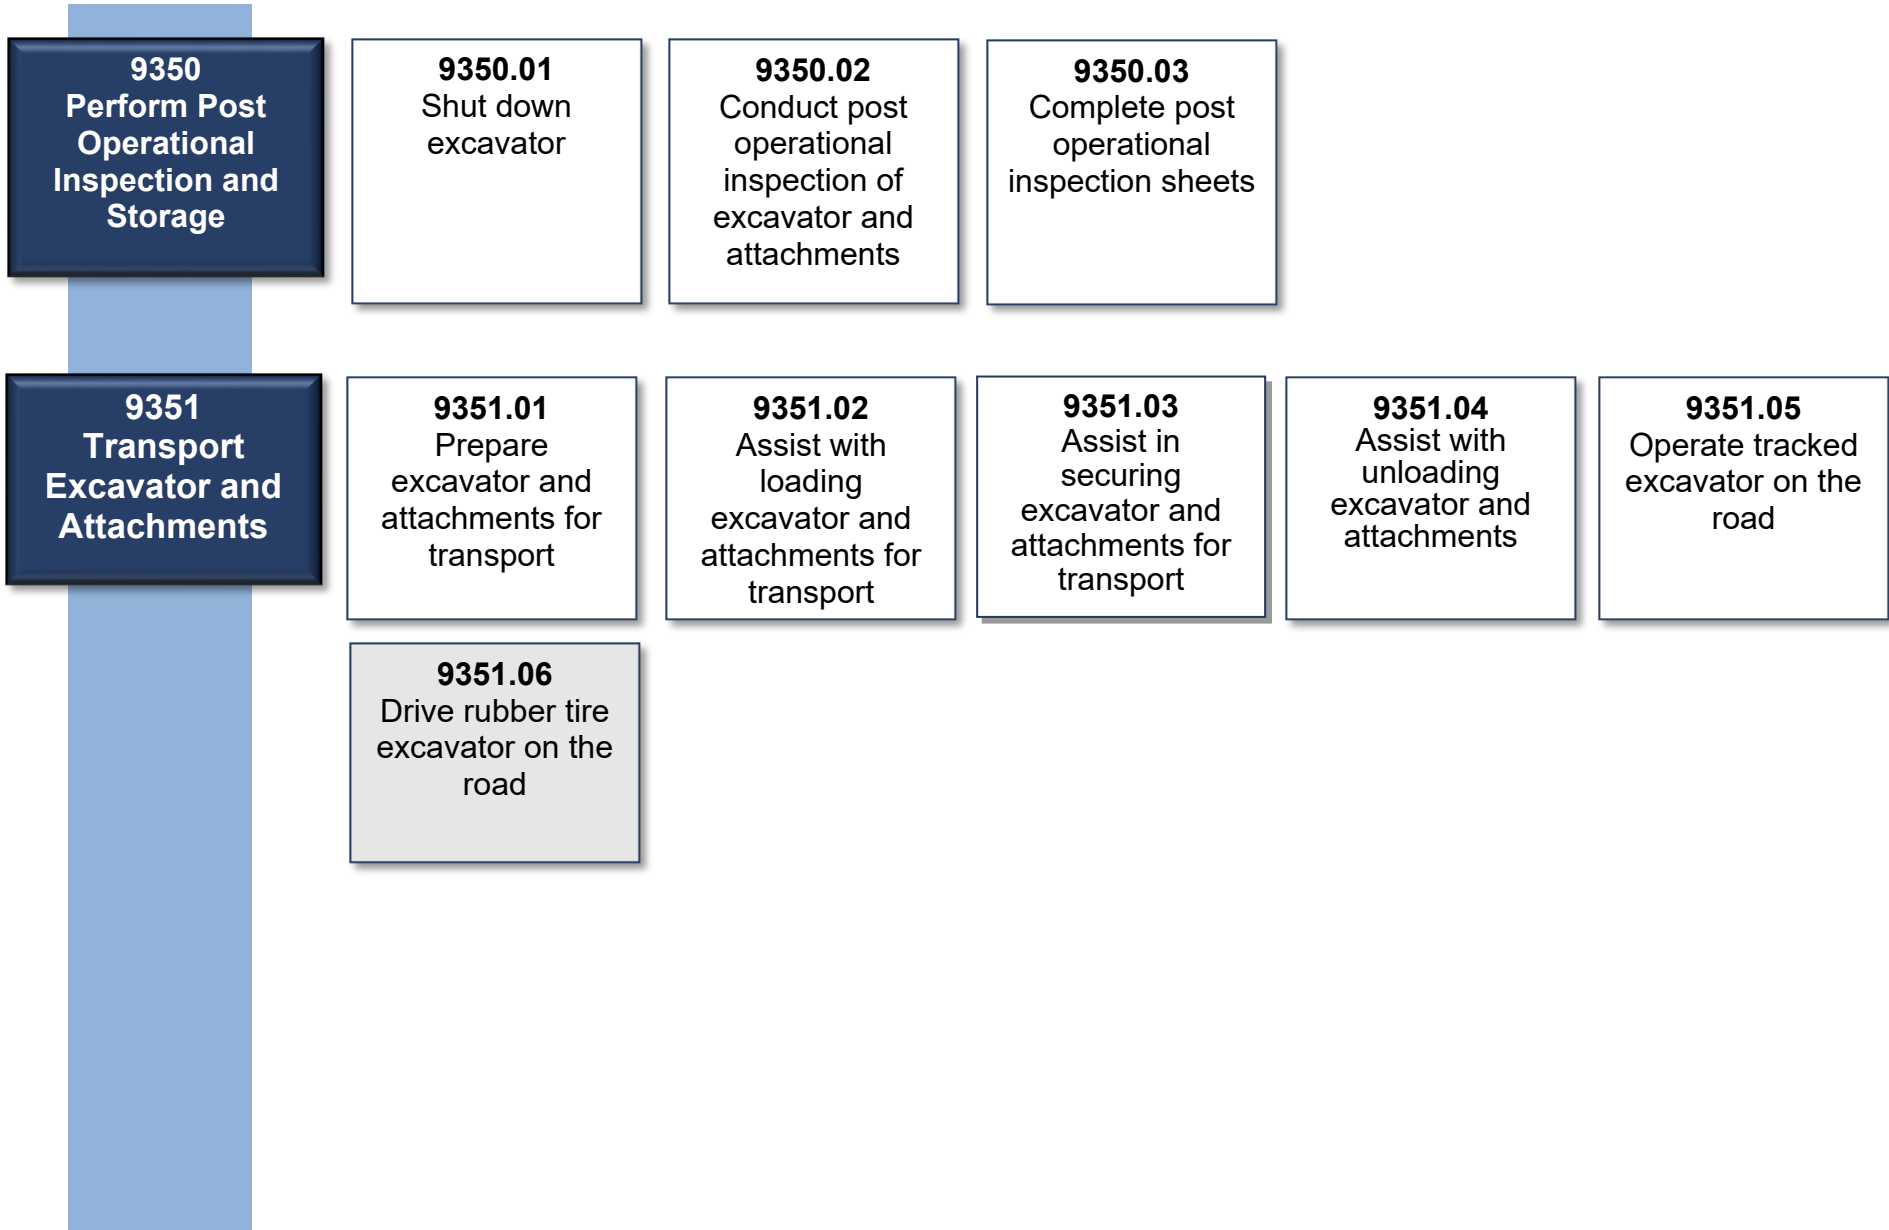 9350
Perform Post
Operational
Inspection and
Storage
9350.01
Shut down
excavator
9350.02
Conduct post
operational
inspection of
excavator and
attachments
9350.03
Complete post
operational
inspection sheets
9351
Transport
Excavator and
Attachments
9351.01
Prepare
excavator and
attachments for
transport
9351.02
Assist with
loading
excavator and
attachments for
transport
9351.03
Assist in
securing
excavator and
attachments for
transport
9351.04
Assist with
unloading
excavator and
attachments
9351.05
Operate tracked
excavator on the
road
9351.06
Drive rubber tire
excavator on the
road